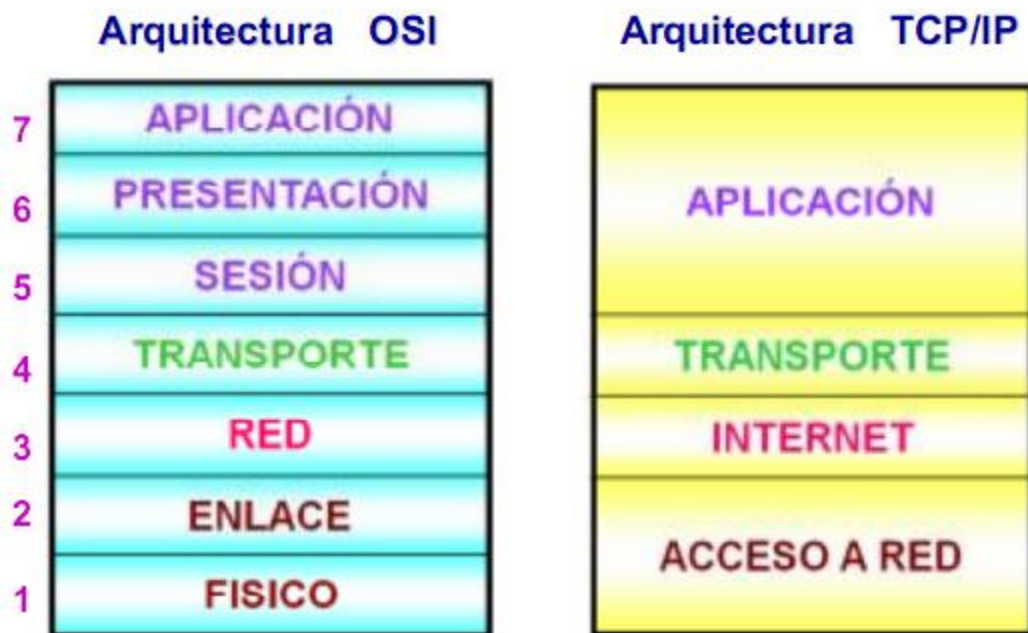 Arquitectura OSI
Arquitectura TCP/IP
7
APLICACIÓN
6
PRESENTACIÓN
5
SESIÓN
4
TRANSPORTE
3
RED
2
ENLACE
1
FISICO
APLICACIÓN
TRANSPORTE
INTERNET
ACCESO A RED